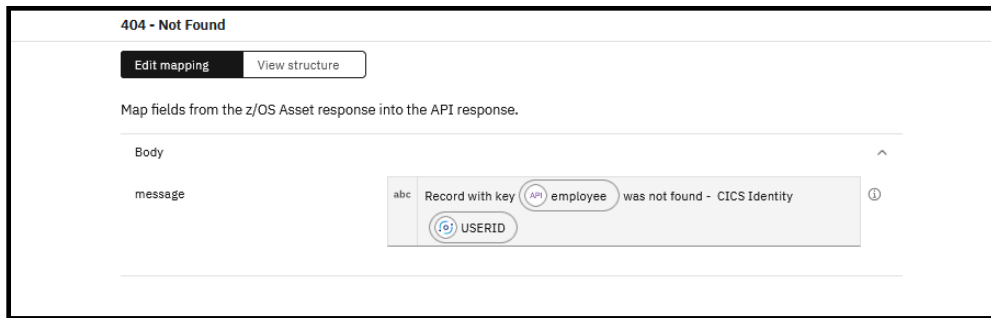 404 - Not Found
Edit mapping View structure
Map fields from the z/OS Asset response into the API response.
Body
message abc Record with key API employee was not found - CICS Identity
USERID